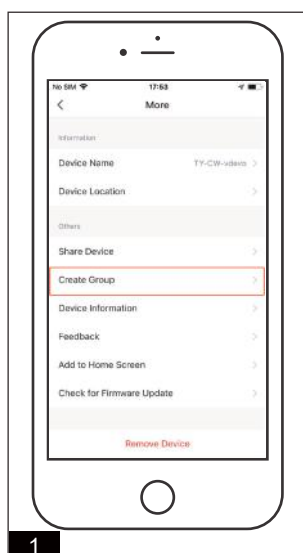 No SIM 17:53
More
Information
Device Name TY-CW-vdevo
Device Location
Others
Share Device
Create Group
Device Information
Feedback
Add to Home Screen
Check for Firmware Update
Remove Device
1